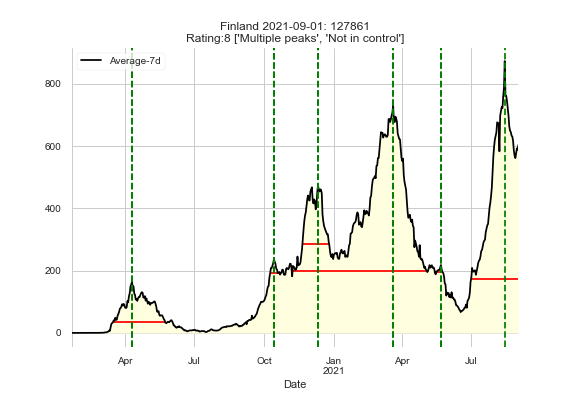 Finland 2021-09-01: 127861
Rating:8 ['Multiple peaks', 'Not in control']
Average-7d
800
600
400
200
0
Apr
Jul
Oct
Jan
2021
Apr
Jul
Date